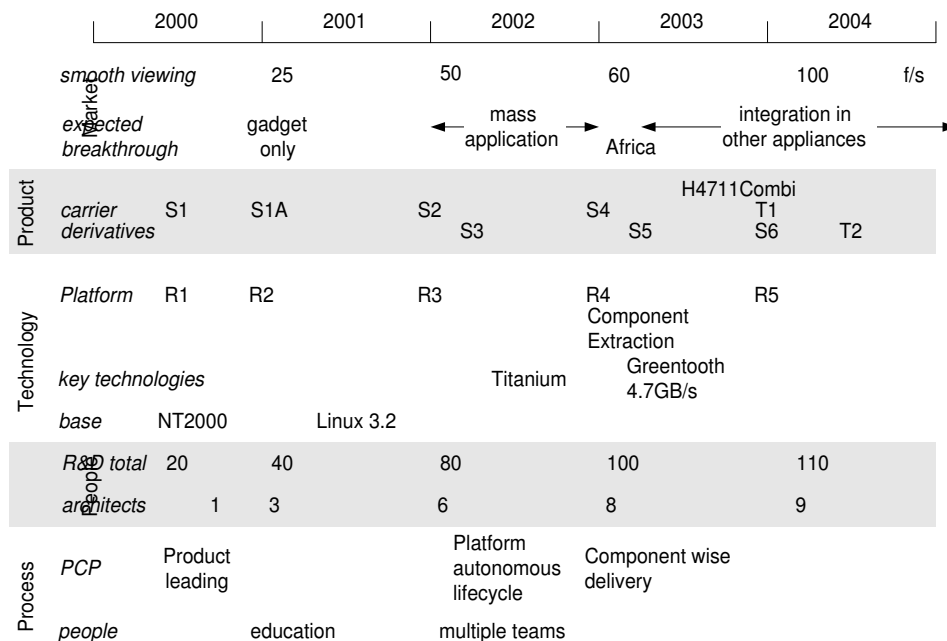 2000 2001 2002 2003 2004
Market
smooth viewing 25 50 60 100 f/s
expected breakthrough
gadget only
mass application
Africa
integration in other appliances
Product
H4711Combi
carrier S1 S1A S2 S4 T1
derivatives S3 S5 S6 T2
Technology
Platform R1 R2 R3 R4 R5
Component Extraction
key technologies Titanium
Greentooth 4.7GB/s
base NT2000 Linux 3.2
People
R&D total 20 40 80 100 110
architects 1 3 6 8 9
Process
PCP
Product leading
Platform autonomous lifecycle
Component wise delivery
people education multiple teams